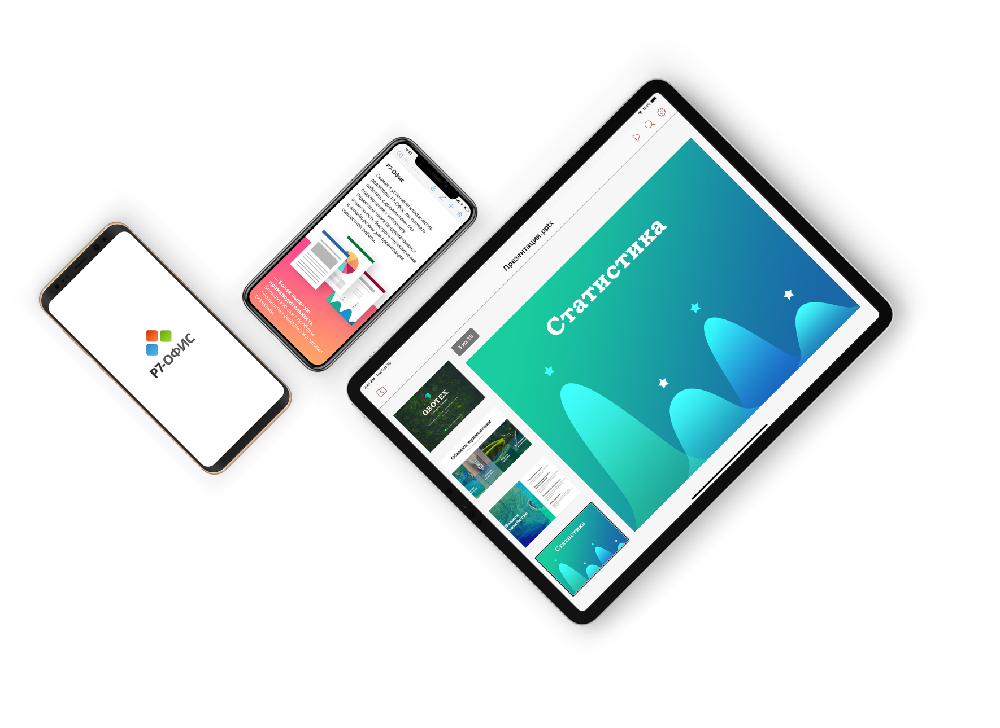 Р7-ОФИС
10:02
Р7-Офис
Скачав и установив классические
редакторы Р7-Офис, вы сможете
работать с документами без
подключения к интернету.
Редакторы также предусматривают
возможность быстрого переключения
в онлайн-режим для организации
совместной работы.
— Более высокую
производительность
Больше никаких проблем
с большими файлами и долгими
скачками.
9:41 AM Tue Oct 30
100%
Презентация.pptx
3 из 10
GEOTEX
Области применения
Водное
хозяйство
Статистика
Статистика